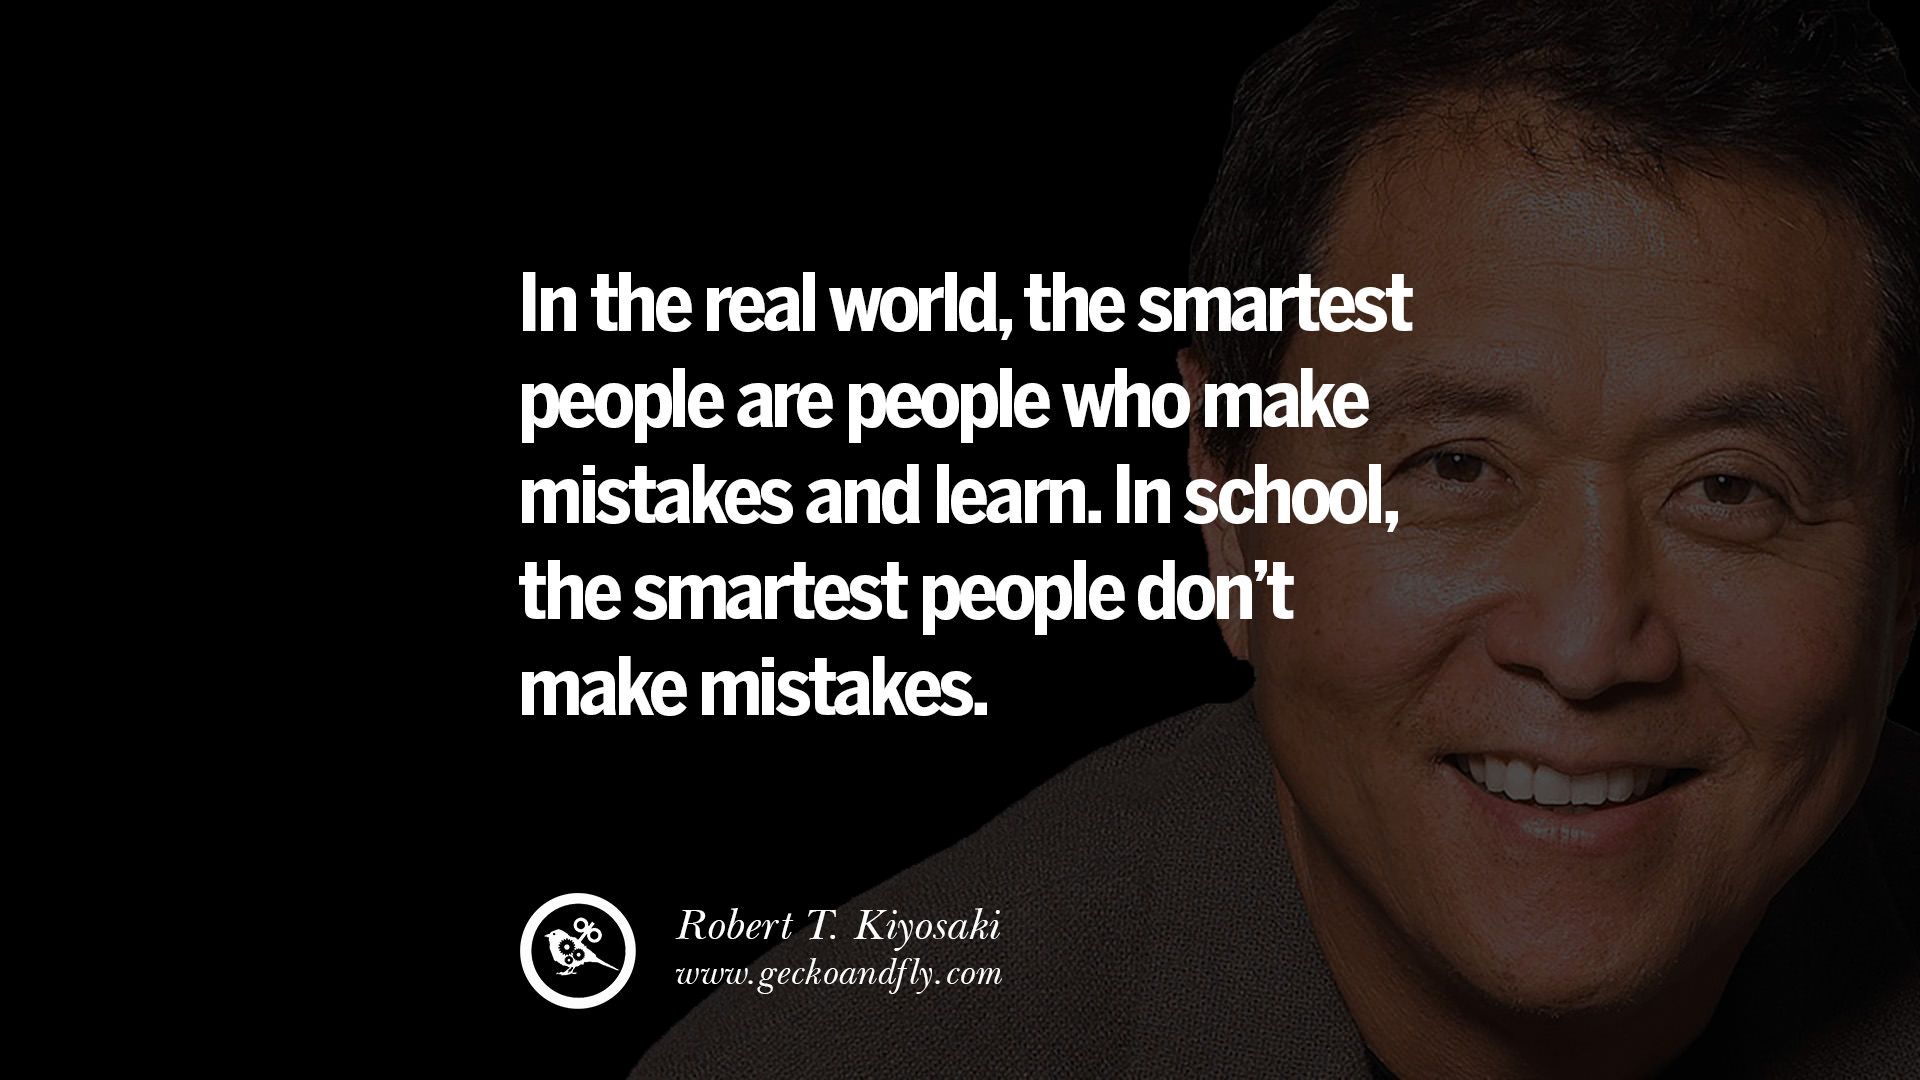 In the real world, the smartest
people are people who make
mistakes and learn. In school,
the smartest people don’t
make mistakes.
Robert T. Kiyosaki
www.geckoandfly.com